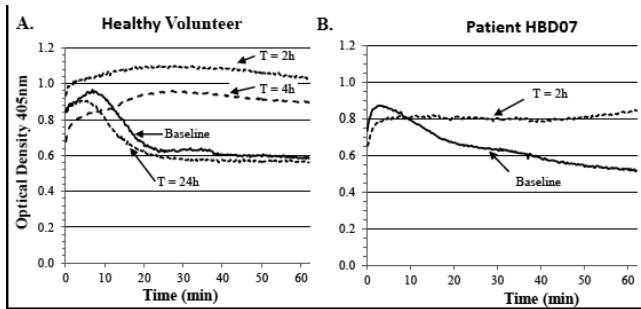 A. Healthy Volunteer
Optical Density 405nm
1.2
1.0
0.8
0.6
0.4
0.2
0.0
T = 2h
T = 4h
Baseline
T = 24h
0 10 20 30 40 50 60
Time (min)
B. Patient HBD07
1.2
1.0
0.8
0.6
0.4
0.2
0.0
T = 2h
Baseline
0 10 20 30 40 50 60
Time (min)